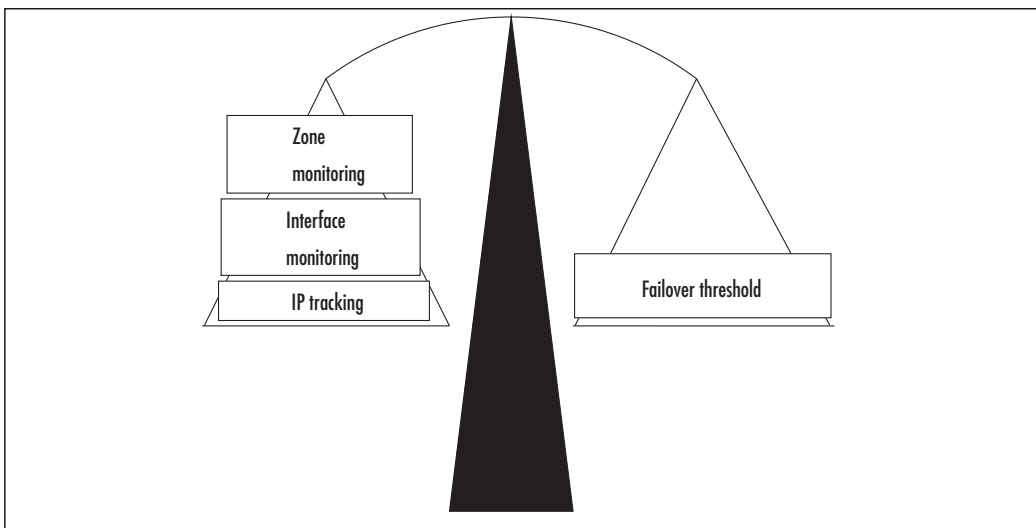 Zone
monitoring
Interface
monitoring
IP tracking
Failover threshold